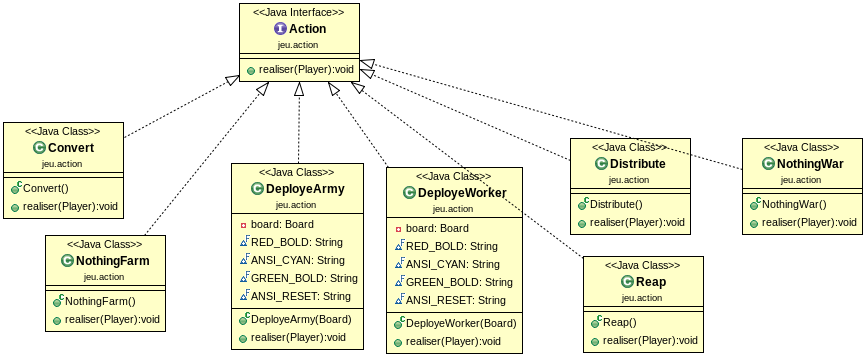 <<Java Interface>>
Action
jeu.action
realiser(Player):void
<<Java Class>>
Convert
jeu.action
Convert()
realiser(Player):void
<<Java Class>>
NothingFarm
jeu.action
NothingFarm()
realiser(Player):void
<<Java Class>>
DeployeArmy
jeu.action
board: Board
RED_BOLD: String
ANSI_CYAN: String
GREEN_BOLD: String
ANSI_RESET: String
DeployeArmy(Board)
realiser(Player):void
<<Java Class>>
DeployeWorker
jeu.action
board: Board
RED_BOLD: String
ANSI_CYAN: String
GREEN_BOLD: String
ANSI_RESET: String
DeployeWorker(Board)
realiser(Player):void
<<Java Class>>
Distribute
jeu.action
Distribute()
realiser(Player):void
<<Java Class>>
Reap
jeu.action
Reap()
realiser(Player):void
<<Java Class>>
NothingWar
jeu.action
NothingWar()
realiser(Player):void